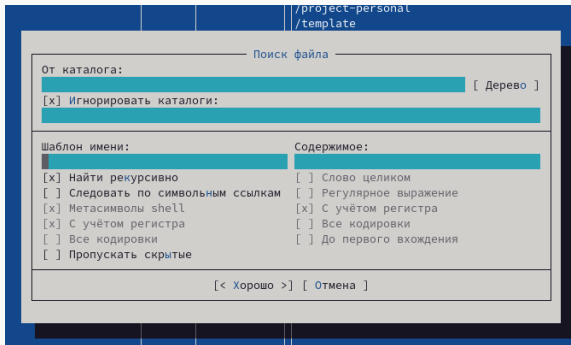 /project-personal
/template
Поиск файла
От каталога:
[ Дерево ]
[x] Игнорировать каталоги:
Шаблон имени: Содержимое:
[x] Найти рекурсивно [ ] Слово целиком
[ ] Следовать по символьным ссылкам [ ] Регулярное выражение
[x] Метасимволы shell [x] С учётом регистра
[x] С учётом регистра [ ] Все кодировки
[ ] Все кодировки [ ] До первого вхождения
[ ] Пропускать скрытые
[< Хорошо >] [ Отмена ]